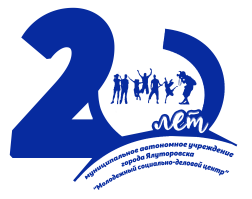 20
лет
муниципальное автономное учреждение
города Ялуторовска
"Молодежный социально-деловой центр"